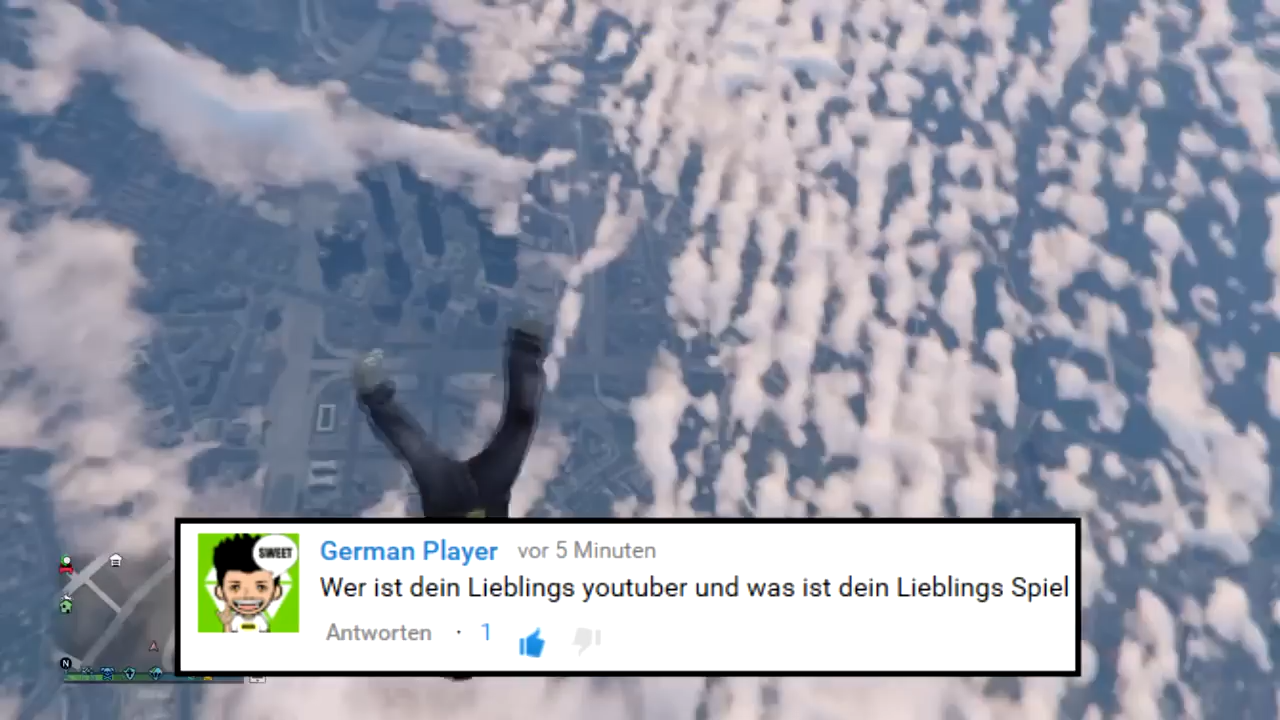 SWEET
German Player vor 5 Minuten
Wer ist dein Lieblings youtuber und was ist dein Lieblings Spiel
Antworten · 1
N